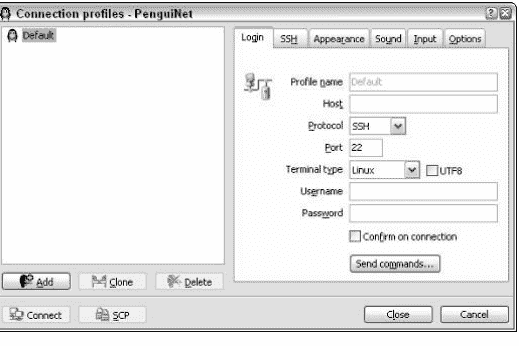 Connection profiles - PenguiNet
Default
Login SSH Appearance Sound Input Options
Profile name Default
Host
Protocol SSH
Port 22
Terminal type Linux UTF8
Username
Password
Confirm on connection
Send commands...
Add Clone Delete
Connect SCP Close Cancel